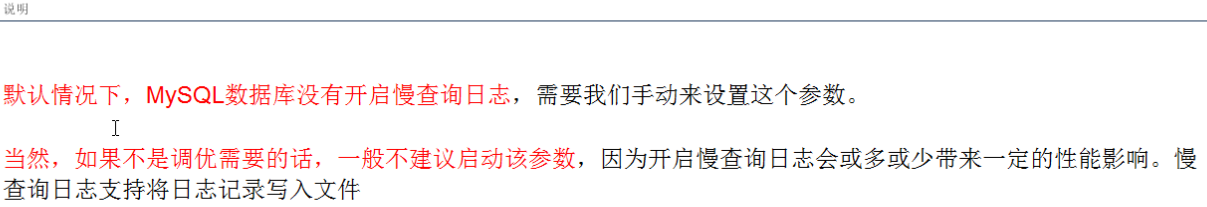 说明
默认情况下，MySQL数据库没有开启慢查询日志，需要我们手动来设置这个参数。
当然，如果不是调优需要的话，一般不建议启动该参数，因为开启慢查询日志会或多或少带来一定的性能影响。慢
查询日志支持将日志记录写入文件